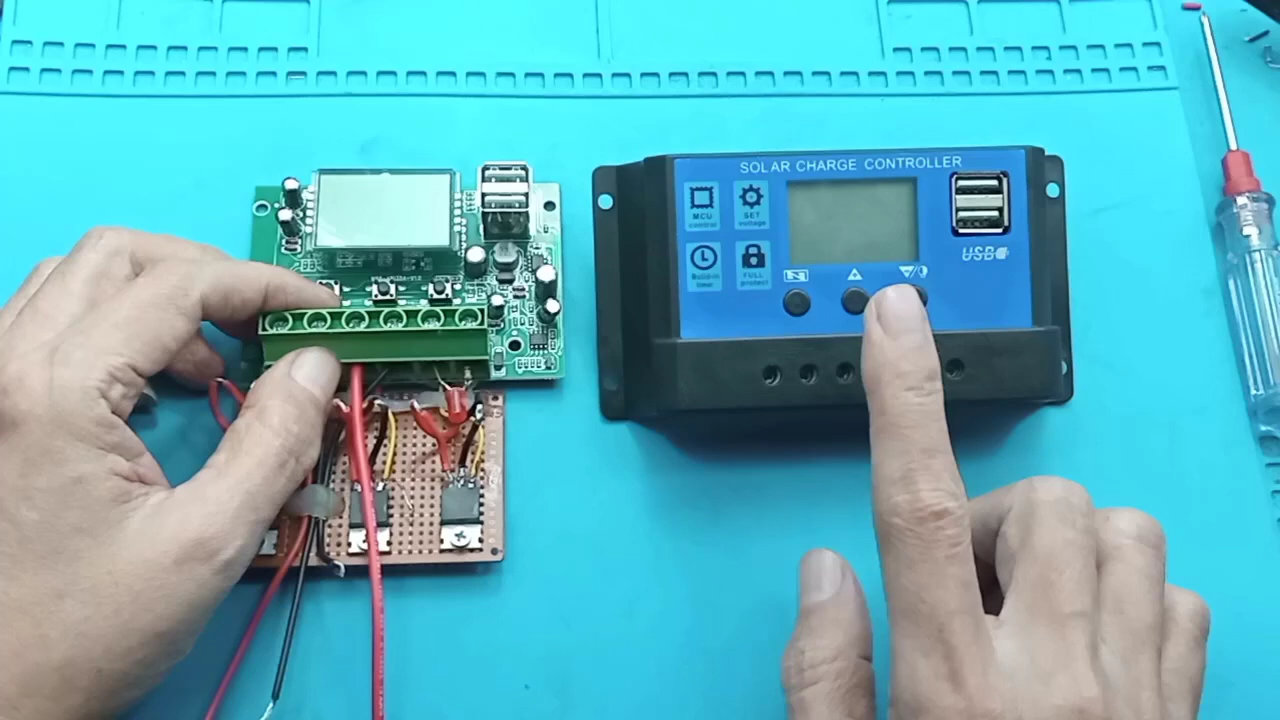 SOLAR CHARGE CONTROLLER
MCU
control
SET
voltage
Build-in
time
FULL
protect
USB